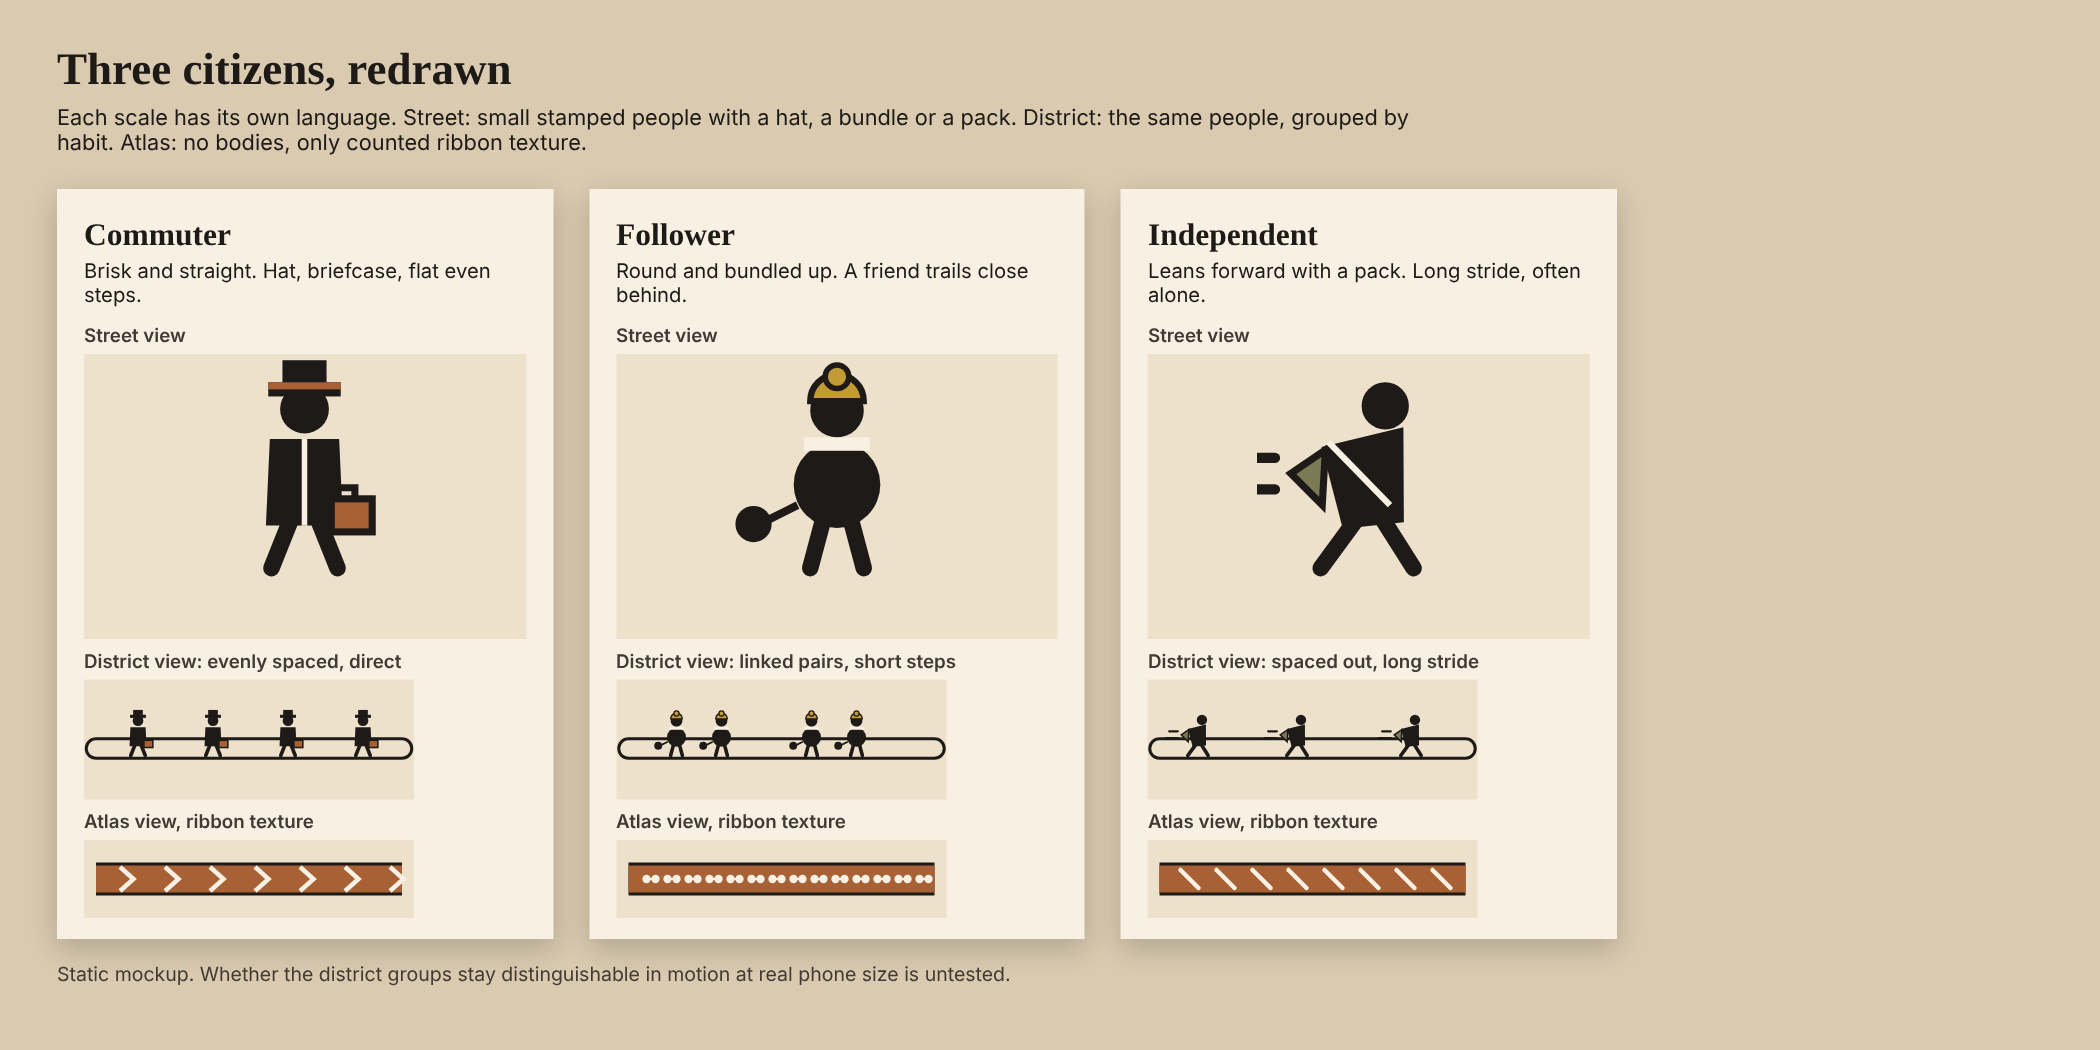 Three citizens, redrawn
Each scale has its own language. Street: small stamped people with a hat, a bundle or a pack. District: the same people, grouped by
habit. Atlas: no bodies, only counted ribbon texture.
Commuter
Brisk and straight. Hat, briefcase, flat even
steps.
Street view
District view: evenly spaced, direct
Atlas view, ribbon texture
Follower
Round and bundled up. A friend trails close
behind.
Street view
District view: linked pairs, short steps
Atlas view, ribbon texture
Independent
Leans forward with a pack. Long stride, often
alone.
Street view
District view: spaced out, long stride
Atlas view, ribbon texture
Static mockup. Whether the district groups stay distinguishable in motion at real phone size is untested.